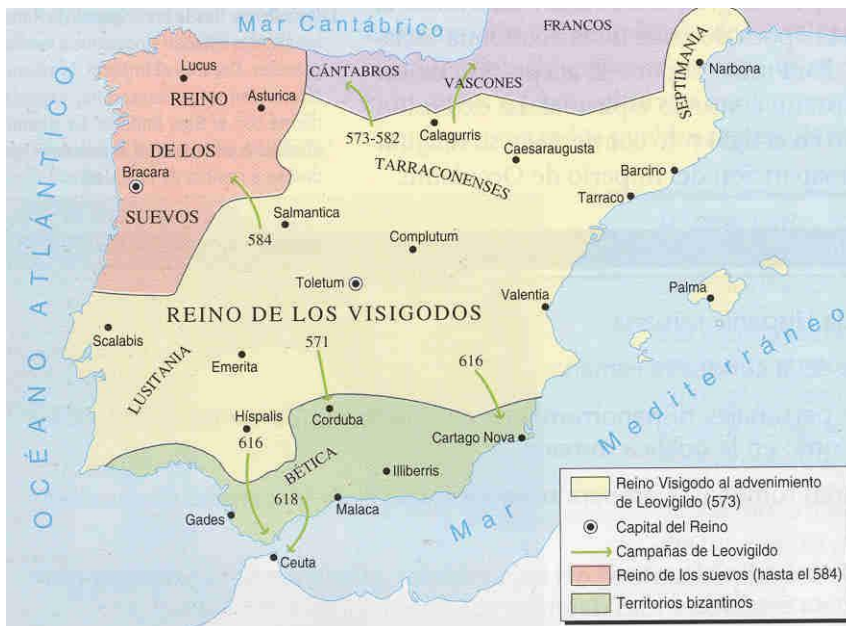 Mar Cantábrico
FRANCOS
Lucus
CÁNTABROS
VASCONES
SEPTIMANIA
Narbona
REINO
Asturica
573-582
Calagurris
DE LOS
Caesaraugusta
TARRACONENSES
Barcino
Bracara
Tarraco
SUEVOS
Salmantica
584
Complutum
OCÉANO ATLÁNTICO
Toletum
Palma
Valentia
REINO DE LOS VISIGODOS
Scalabis
571
616
LUSITANIA
Emerita
Mar Mediterráneo
Híspalis
Corduba
616
Cartago Nova
BÉTICA
Illiberris
618
Malaca
Gades
Ceuta
Reino Visigodo al advenimiento
de Leovigildo (573)
Capital del Reino
Campañas de Leovigildo
Reino de los suevos (hasta el 584)
Territorios bizantinos